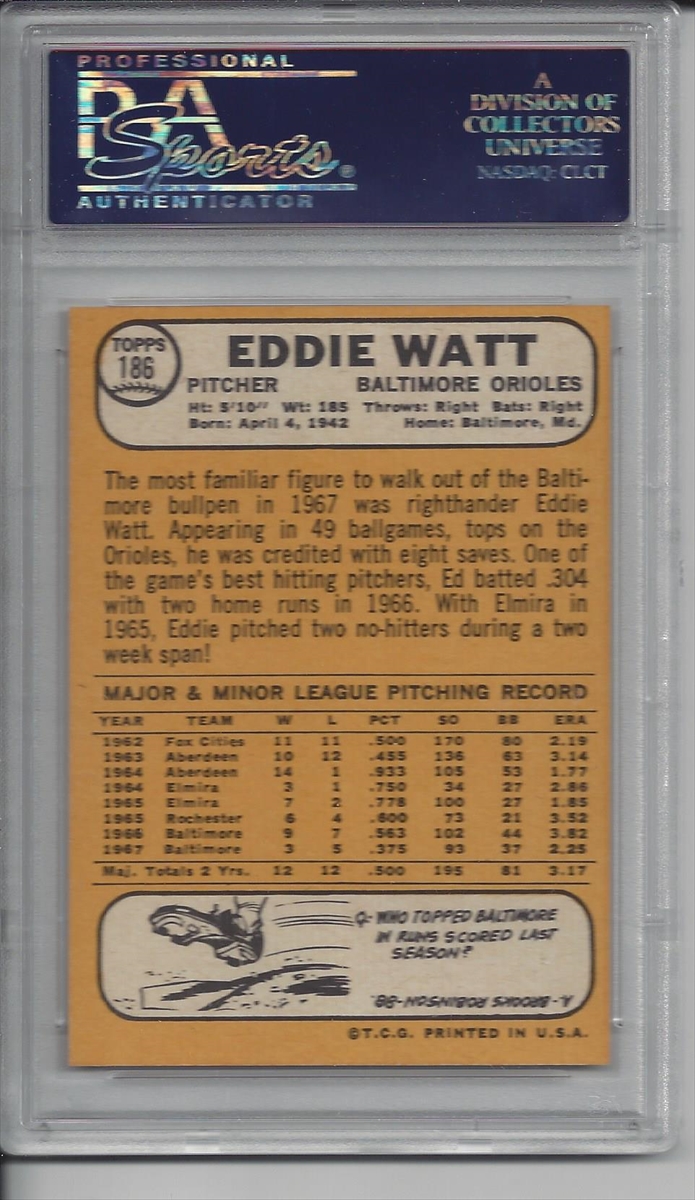 PROFESSIONAL
PSA
Sports®
AUTHENTICATOR
A
DIVISION OF
COLLECTORS
UNIVERSE
NASDAQ: CLCT
TOPPS
186
EDDIE WATT
PITCHER BALTIMORE ORIOLES
Ht: 5'10" Wt: 185 Throws: Right Bats: Right
Born: April 4, 1942 Home: Baltimore, Md.
The most familiar figure to walk out of the Balti-
more bullpen in 1967 was righthander Eddie
Watt. Appearing in 49 ballgames, tops on the
Orioles, he was credited with eight saves. One of
the game's best hitting pitchers, Ed batted .304
with two home runs in 1966. With Elmira in
1965, Eddie pitched two no-hitters during a two
week span!
MAJOR & MINOR LEAGUE PITCHING RECORD
YEAR TEAM W L PCT SO BB ERA
1962 Fox Cities 11 11 .500 170 80 2.19
1963 Aberdeen 10 12 .455 136 63 3.14
1964 Aberdeen 14 1 .933 105 53 1.77
1964 Elmira 3 1 .750 34 27 2.86
1965 Elmira 7 2 .778 100 27 1.85
1965 Rochester 6 4 .600 73 21 3.52
1966 Baltimore 9 7 .563 102 44 3.82
1967 Baltimore 3 5 .375 93 37 2.25
Maj. Totals 2 Yrs. 12 12 .500 195 81 3.17
Q- WHO TOPPED BALTIMORE
IN RUNS SCORED LAST
SEASON?
A- BROOKS ROBINSON-88.
©T.C.G. PRINTED IN U.S.A.